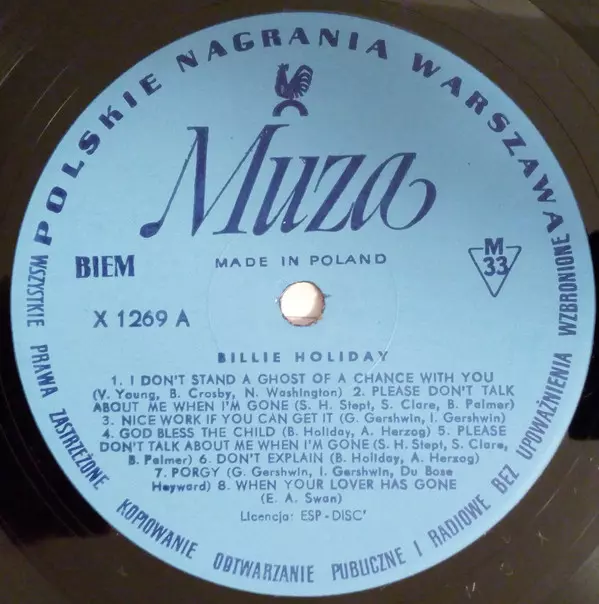 POLSKIE NAGRANIA WARSZAWA
Muza
BIEM
MADE IN POLAND
M
33
X 1269 A
BILLIE HOLIDAY
1. I DON'T STAND A GHOST OF A CHANCE WITH YOU
(V. Young, B. Crosby, N. Washington) 2. PLEASE DON'T TALK
ABOUT ME WHEN I'M GONE (S. H. Stept, S. Clare, B. Palmer)
3. NICE WORK IF YOU CAN GET IT (G. Gershwin, I. Gershwin)
4. GOD BLESS THE CHILD (B. Holiday, A. Herzog) 5. PLEASE
DON'T TALK ABOUT ME WHEN I'M GONE (S. H. Stept, S. Clare,
B. Palmer) 6. DON'T EXPLAIN (B. Holiday, A. Herzog)
7. PORGY (G. Gershwin, I. Gershwin, Du Bose
Heyward) 8. WHEN YOUR LOVER HAS GONE
(E. A. Swan)
Licencja: ESP-DISC'
WSZYSTKIE PRAWA ZASTRZEŻONE KOPIOWANIE ODTWARZANIE PUBLICZNE I RADIOWE BEZ UPOWAŻNIENIA WZBRONIONE